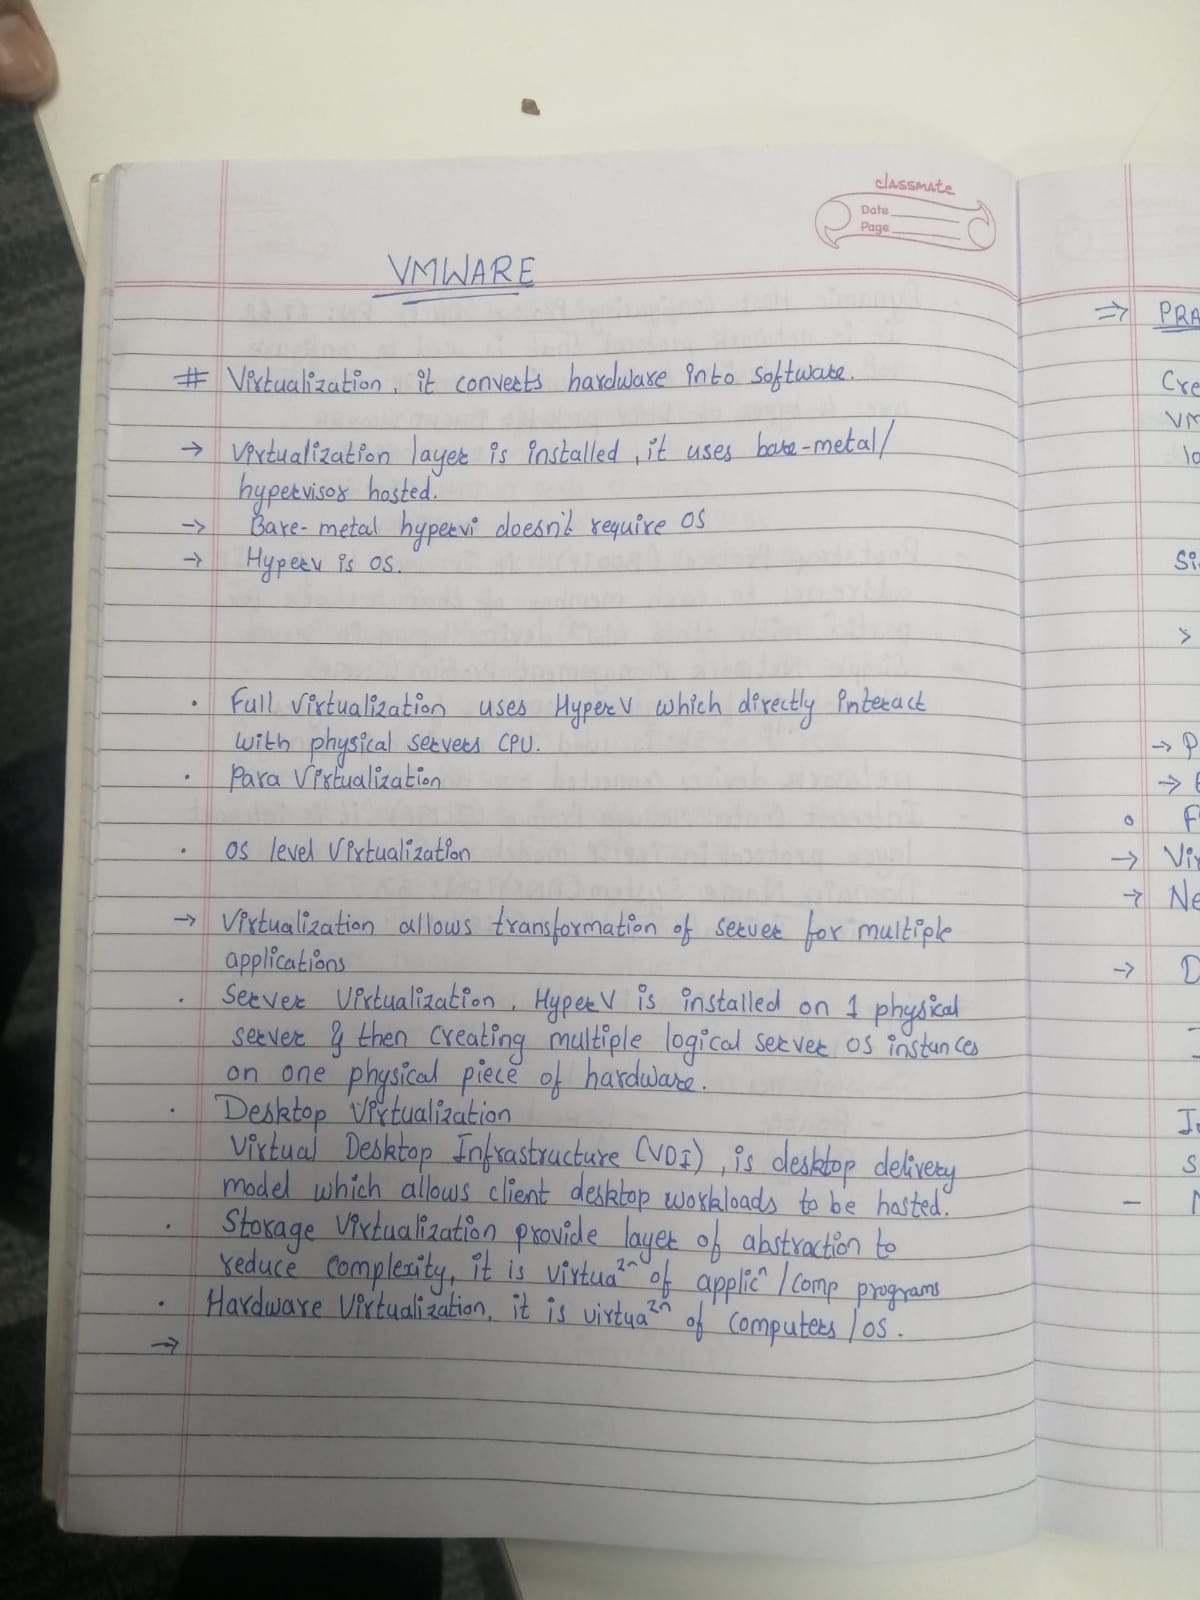 classmate
Date
Page
VMWARE
# Virtualization, it converts hardware into software.
→ Virtualization layer is installed, it uses bare-metal/
hypervisor hosted.
→ Bare-metal hypervi doesn't require OS
→ Hyperv is OS.
• Full Virtualization uses HyperV which directly interact
with physical servers CPU.
• Para Virtualization
• OS level Virtualization
→ Virtualization allows transformation of server for multiple
applications
• Server Virtualization, HyperV is installed on 1 physical
server & then creating multiple logical server OS instances
on one physical piece of hardware.
• Desktop Virtualization
Virtual Desktop Infrastructure (VDI), is desktop delivery
model which allows client desktop workloads to be hosted.
• Storage Virtualization provide layer of abstraction to
reduce complexity, it is virtua²ⁿ of applicⁿ/comp programs
• Hardware Virtualization, it is virtua²ⁿ of computers/OS.
→
⇒ PRA
Cre
VM
lo
Si
>
→ P
→
∘ F
→ Vir
→ Ne
→ D
S
–